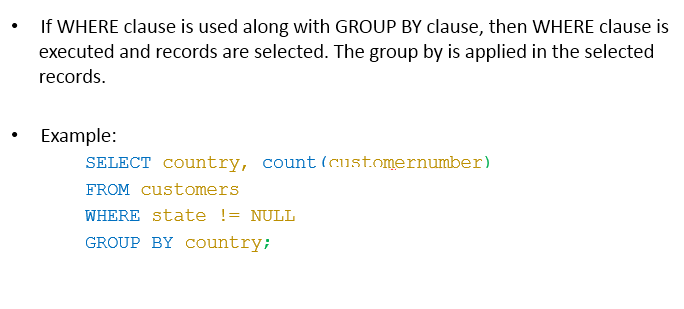 • If WHERE clause is used along with GROUP BY clause, then WHERE clause is
executed and records are selected. The group by is applied in the selected
records.
• Example:
SELECT country, count(customernumber)
FROM customers
WHERE state != NULL
GROUP BY country;